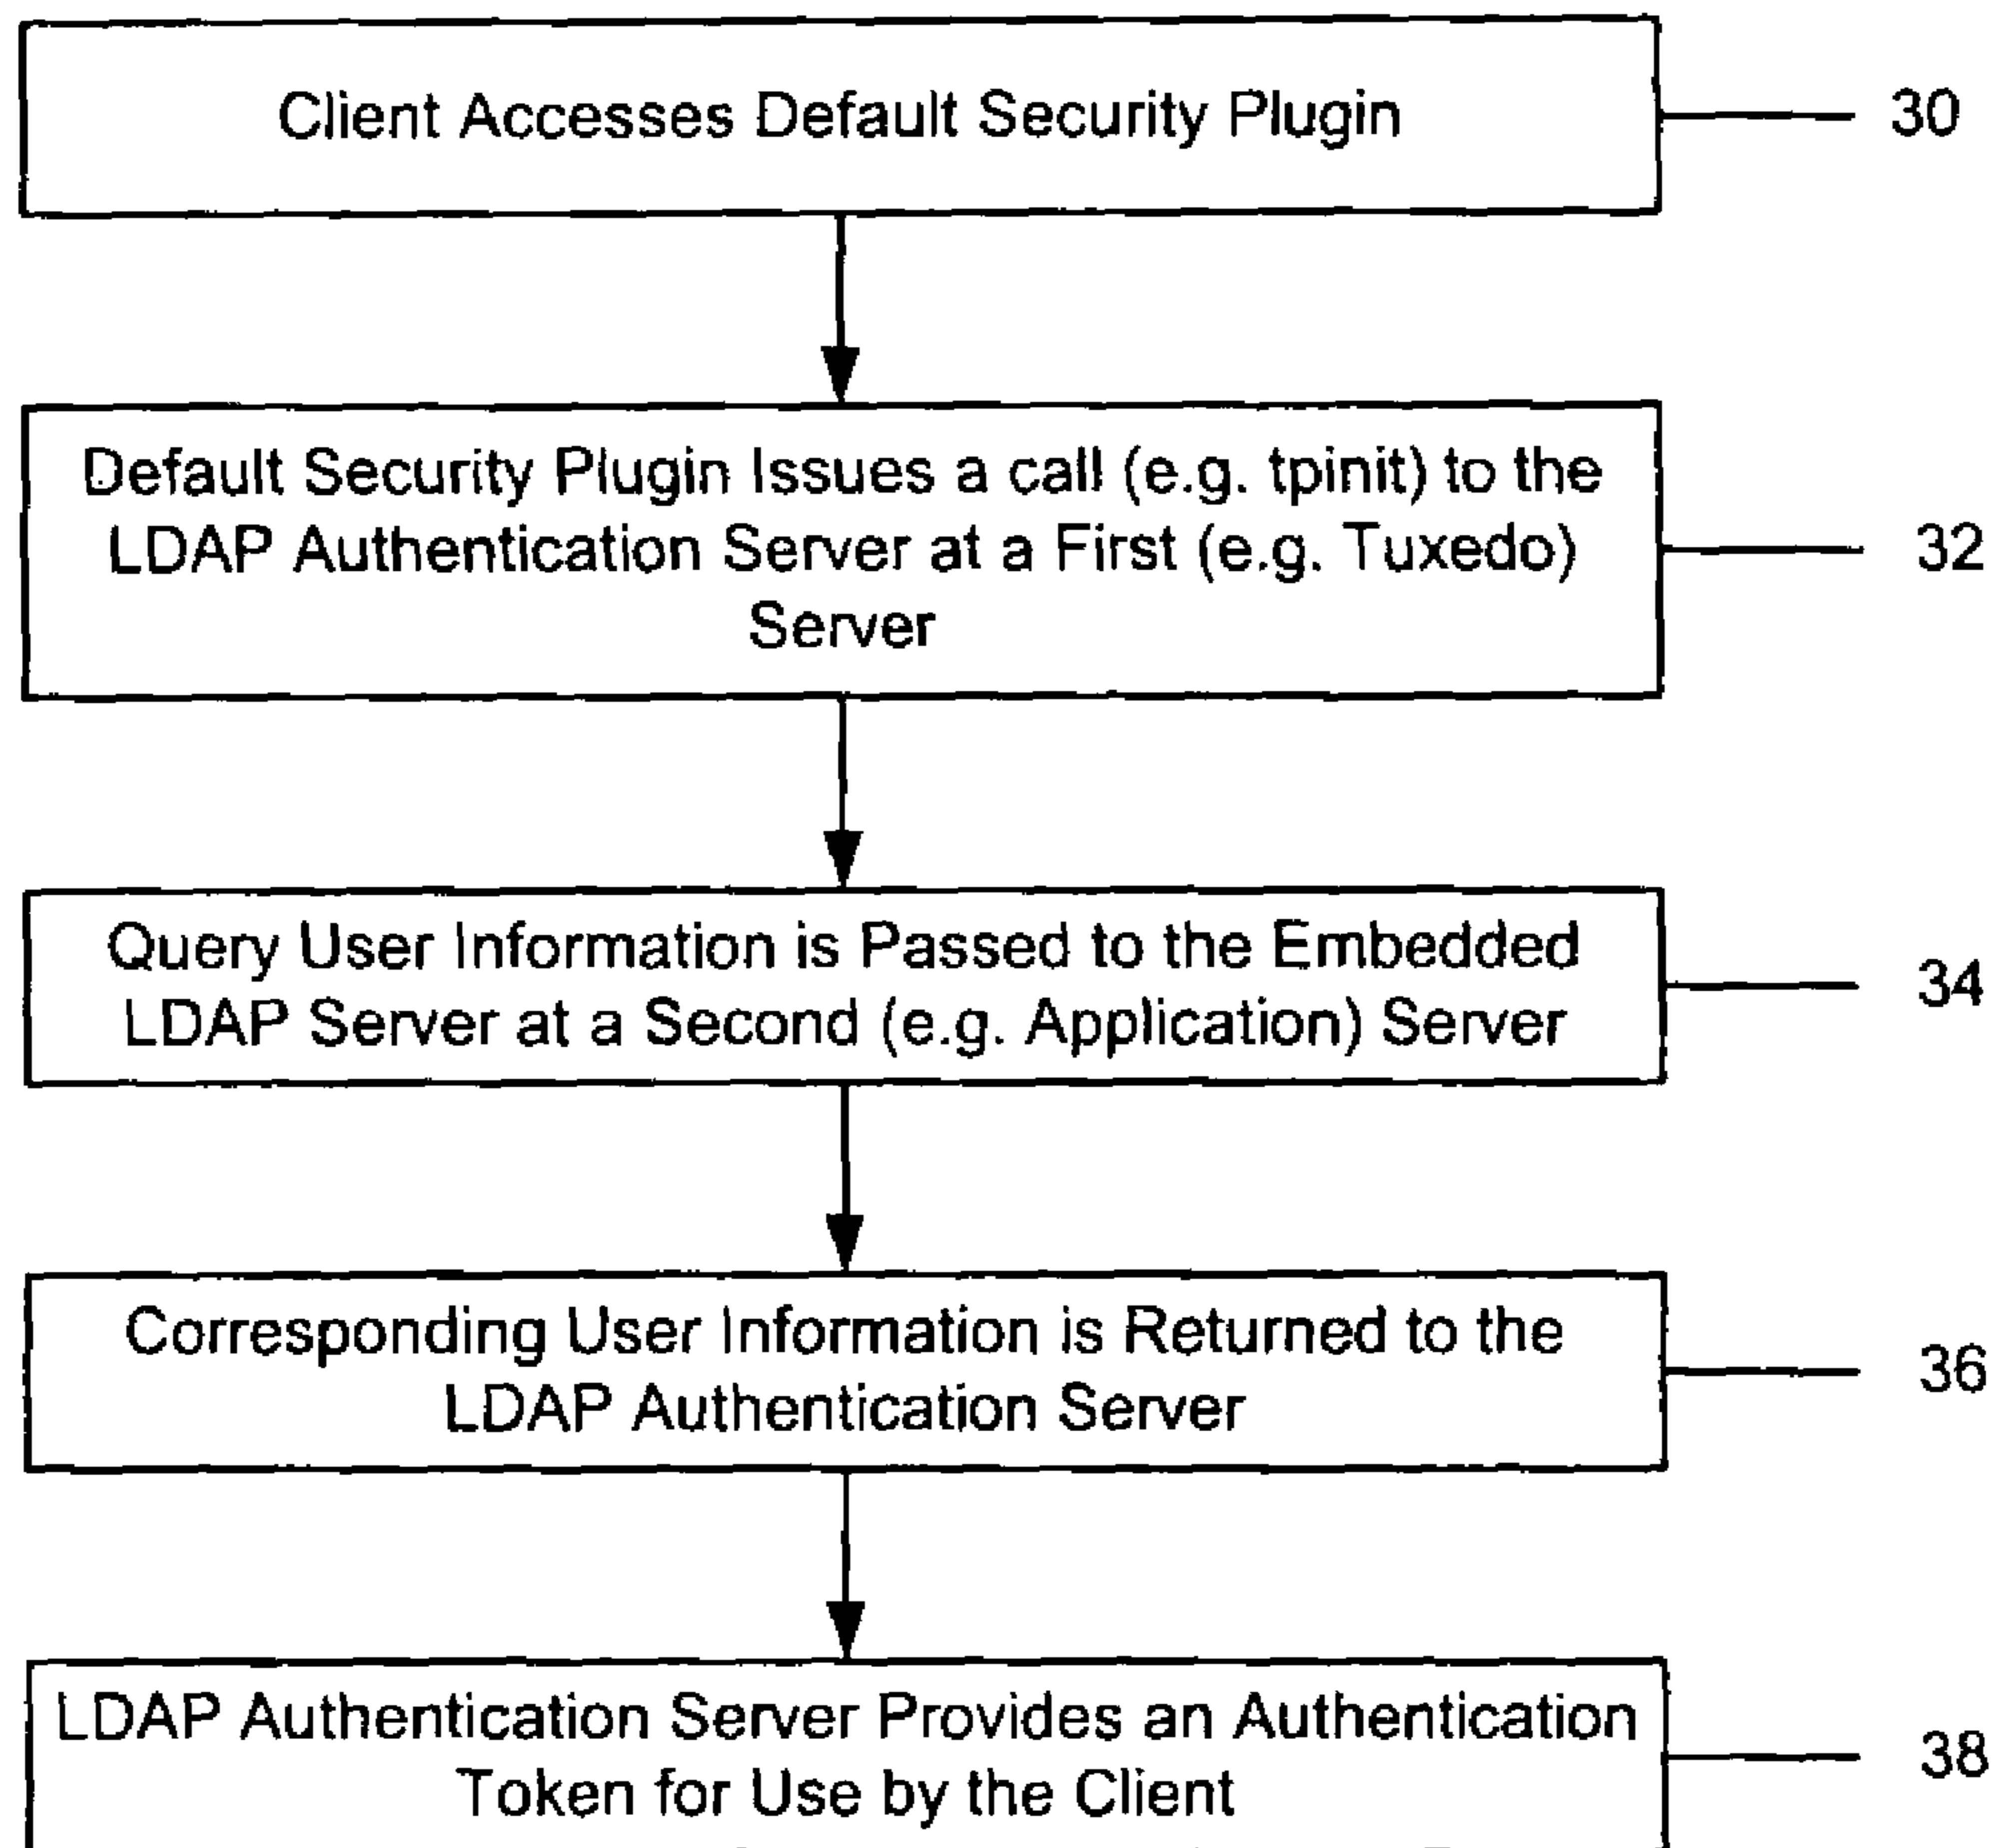 Client Accesses Default Security Plugin
30
Default Security Plugin Issues a call (e.g. tpinit) to the
LDAP Authentication Server at a First (e.g. Tuxedo)
Server
32
Query User Information is Passed to the Embedded
LDAP Server at a Second (e.g. Application) Server
34
Corresponding User Information is Returned to the
LDAP Authentication Server
36
LDAP Authentication Server Provides an Authentication
Token for Use by the Client
38